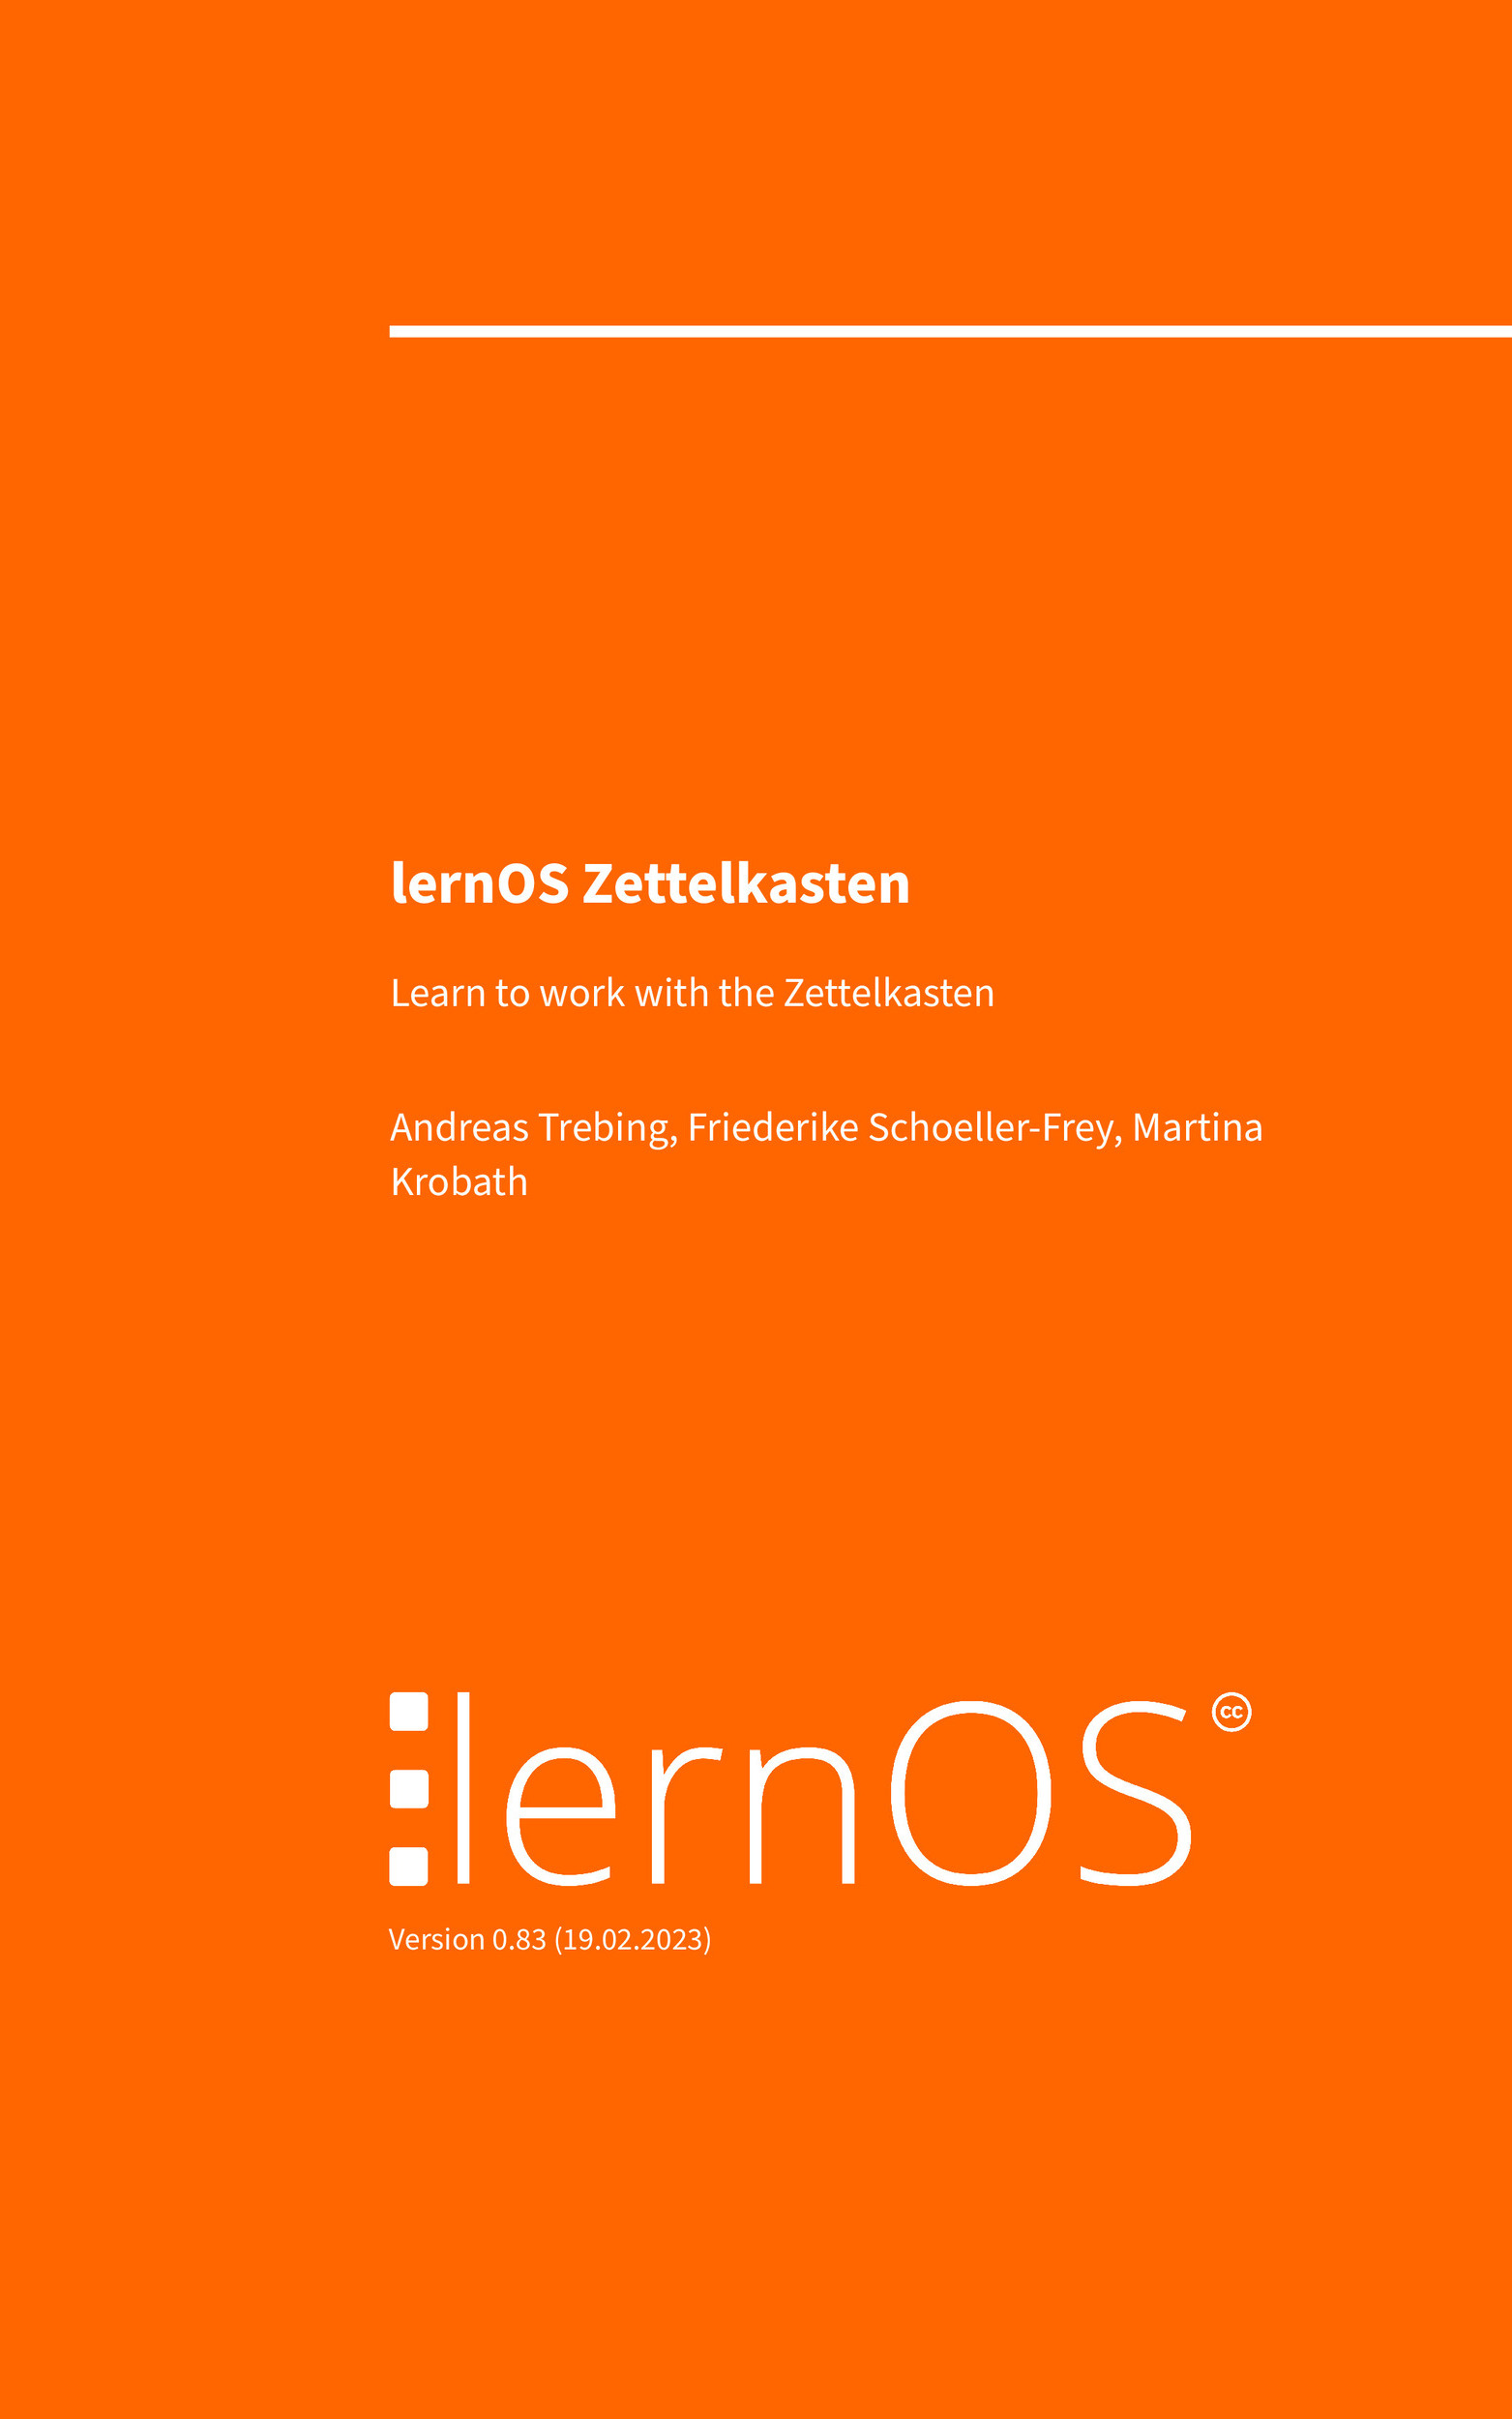 lernOS Zettelkasten
Learn to work with the Zettelkasten
Andreas Trebing, Friederike Schoeller-Frey, Martina
Krobath
lernOS cc
Version 0.83 (19.02.2023)